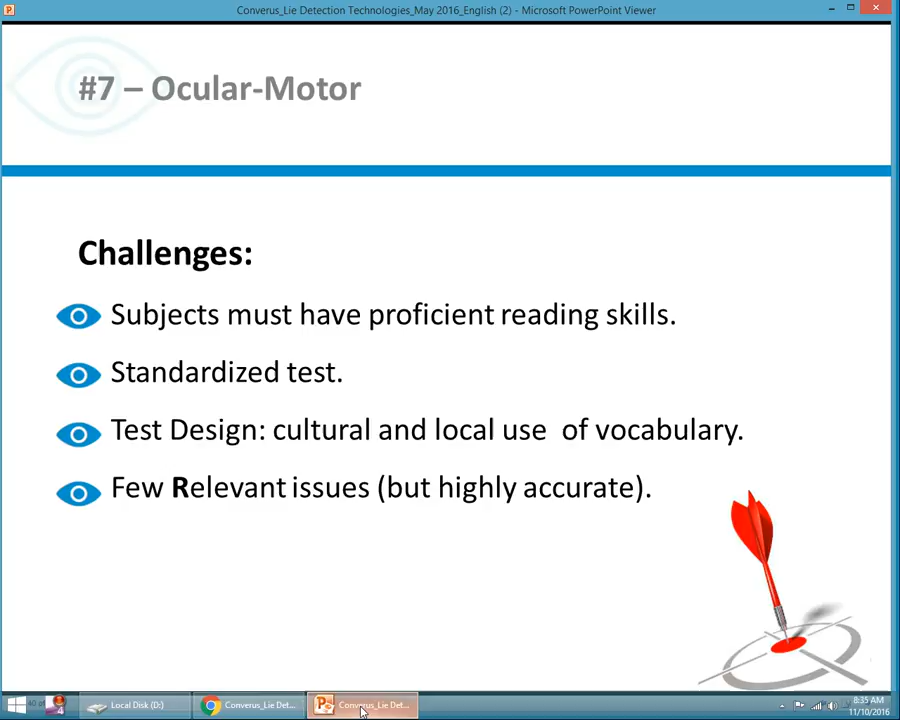 Converus_Lie Detection Technologies_May 2016_English (2) - Microsoft PowerPoint Viewer
#7 – Ocular-Motor
Challenges:
Subjects must have proficient reading skills.
Standardized test.
Test Design: cultural and local use  of vocabulary.
Few Relevant issues (but highly accurate).
Local Disk (D:)
Converus_Lie Det...
Converus_Lie Det...
8:35 AM
11/10/2016